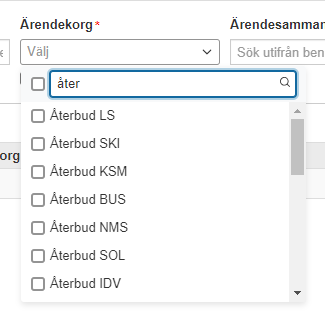 Ärendekorg *
Ärendesamman
Välj
Sök utifrån ben
åter
Återbud LS
Återbud SKI
Återbud KSM
org
Återbud BUS
Återbud NMS
Återbud SOL
Återbud IDV